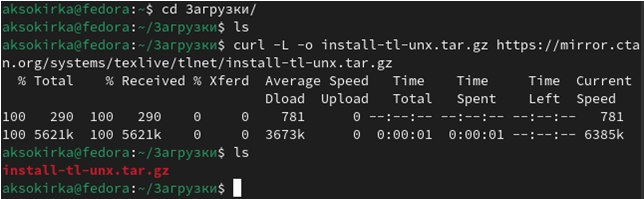 aksokirka@fedora:~$ cd Загрузки/
aksokirka@fedora:~/Загрузки$ ls
aksokirka@fedora:~/Загрузки$ curl -L -o install-tl-unx.tar.gz https://mirror.cta
n.org/systems/texlive/tlnet/install-tl-unx.tar.gz
% Total % Received % Xferd Average Speed Time Time Time Current
Dload Upload Total Spent Left Speed
100 290 100 290 0 0 781 0 --:--:-- --:--:-- --:--:-- 781
100 5621k 100 5621k 0 0 3673k 0 0:00:01 0:00:01 --:--:-- 6385k
aksokirka@fedora:~/Загрузки$ ls
install-tl-unx.tar.gz
aksokirka@fedora:~/Загрузки$